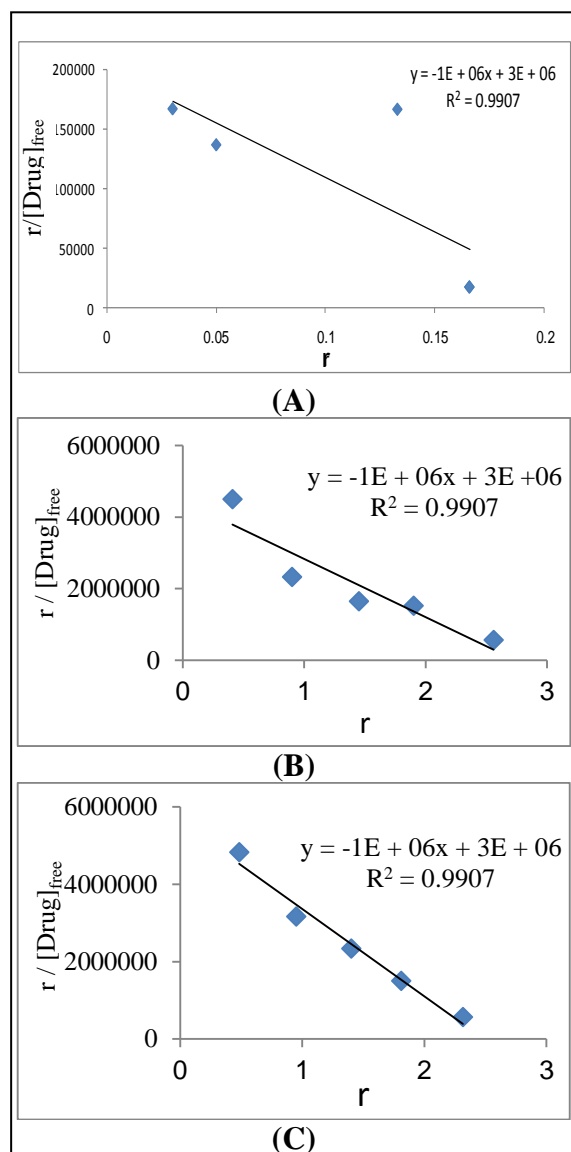 200000
y = -1E + 06x + 3E + 06
R² = 0.9907
150000
100000
50000
0
r/[Drug]free
0 0.05 0.1 0.15 0.2
r
(A)
6000000
y = -1E + 06x + 3E +06
R² = 0.9907
4000000
2000000
0
r / [Drug]free
0 1 2 3
r
(B)
6000000
y = -1E + 06x + 3E + 06
R² = 0.9907
4000000
2000000
0
r / [Drug]free
0 1 2 3
r
(C)